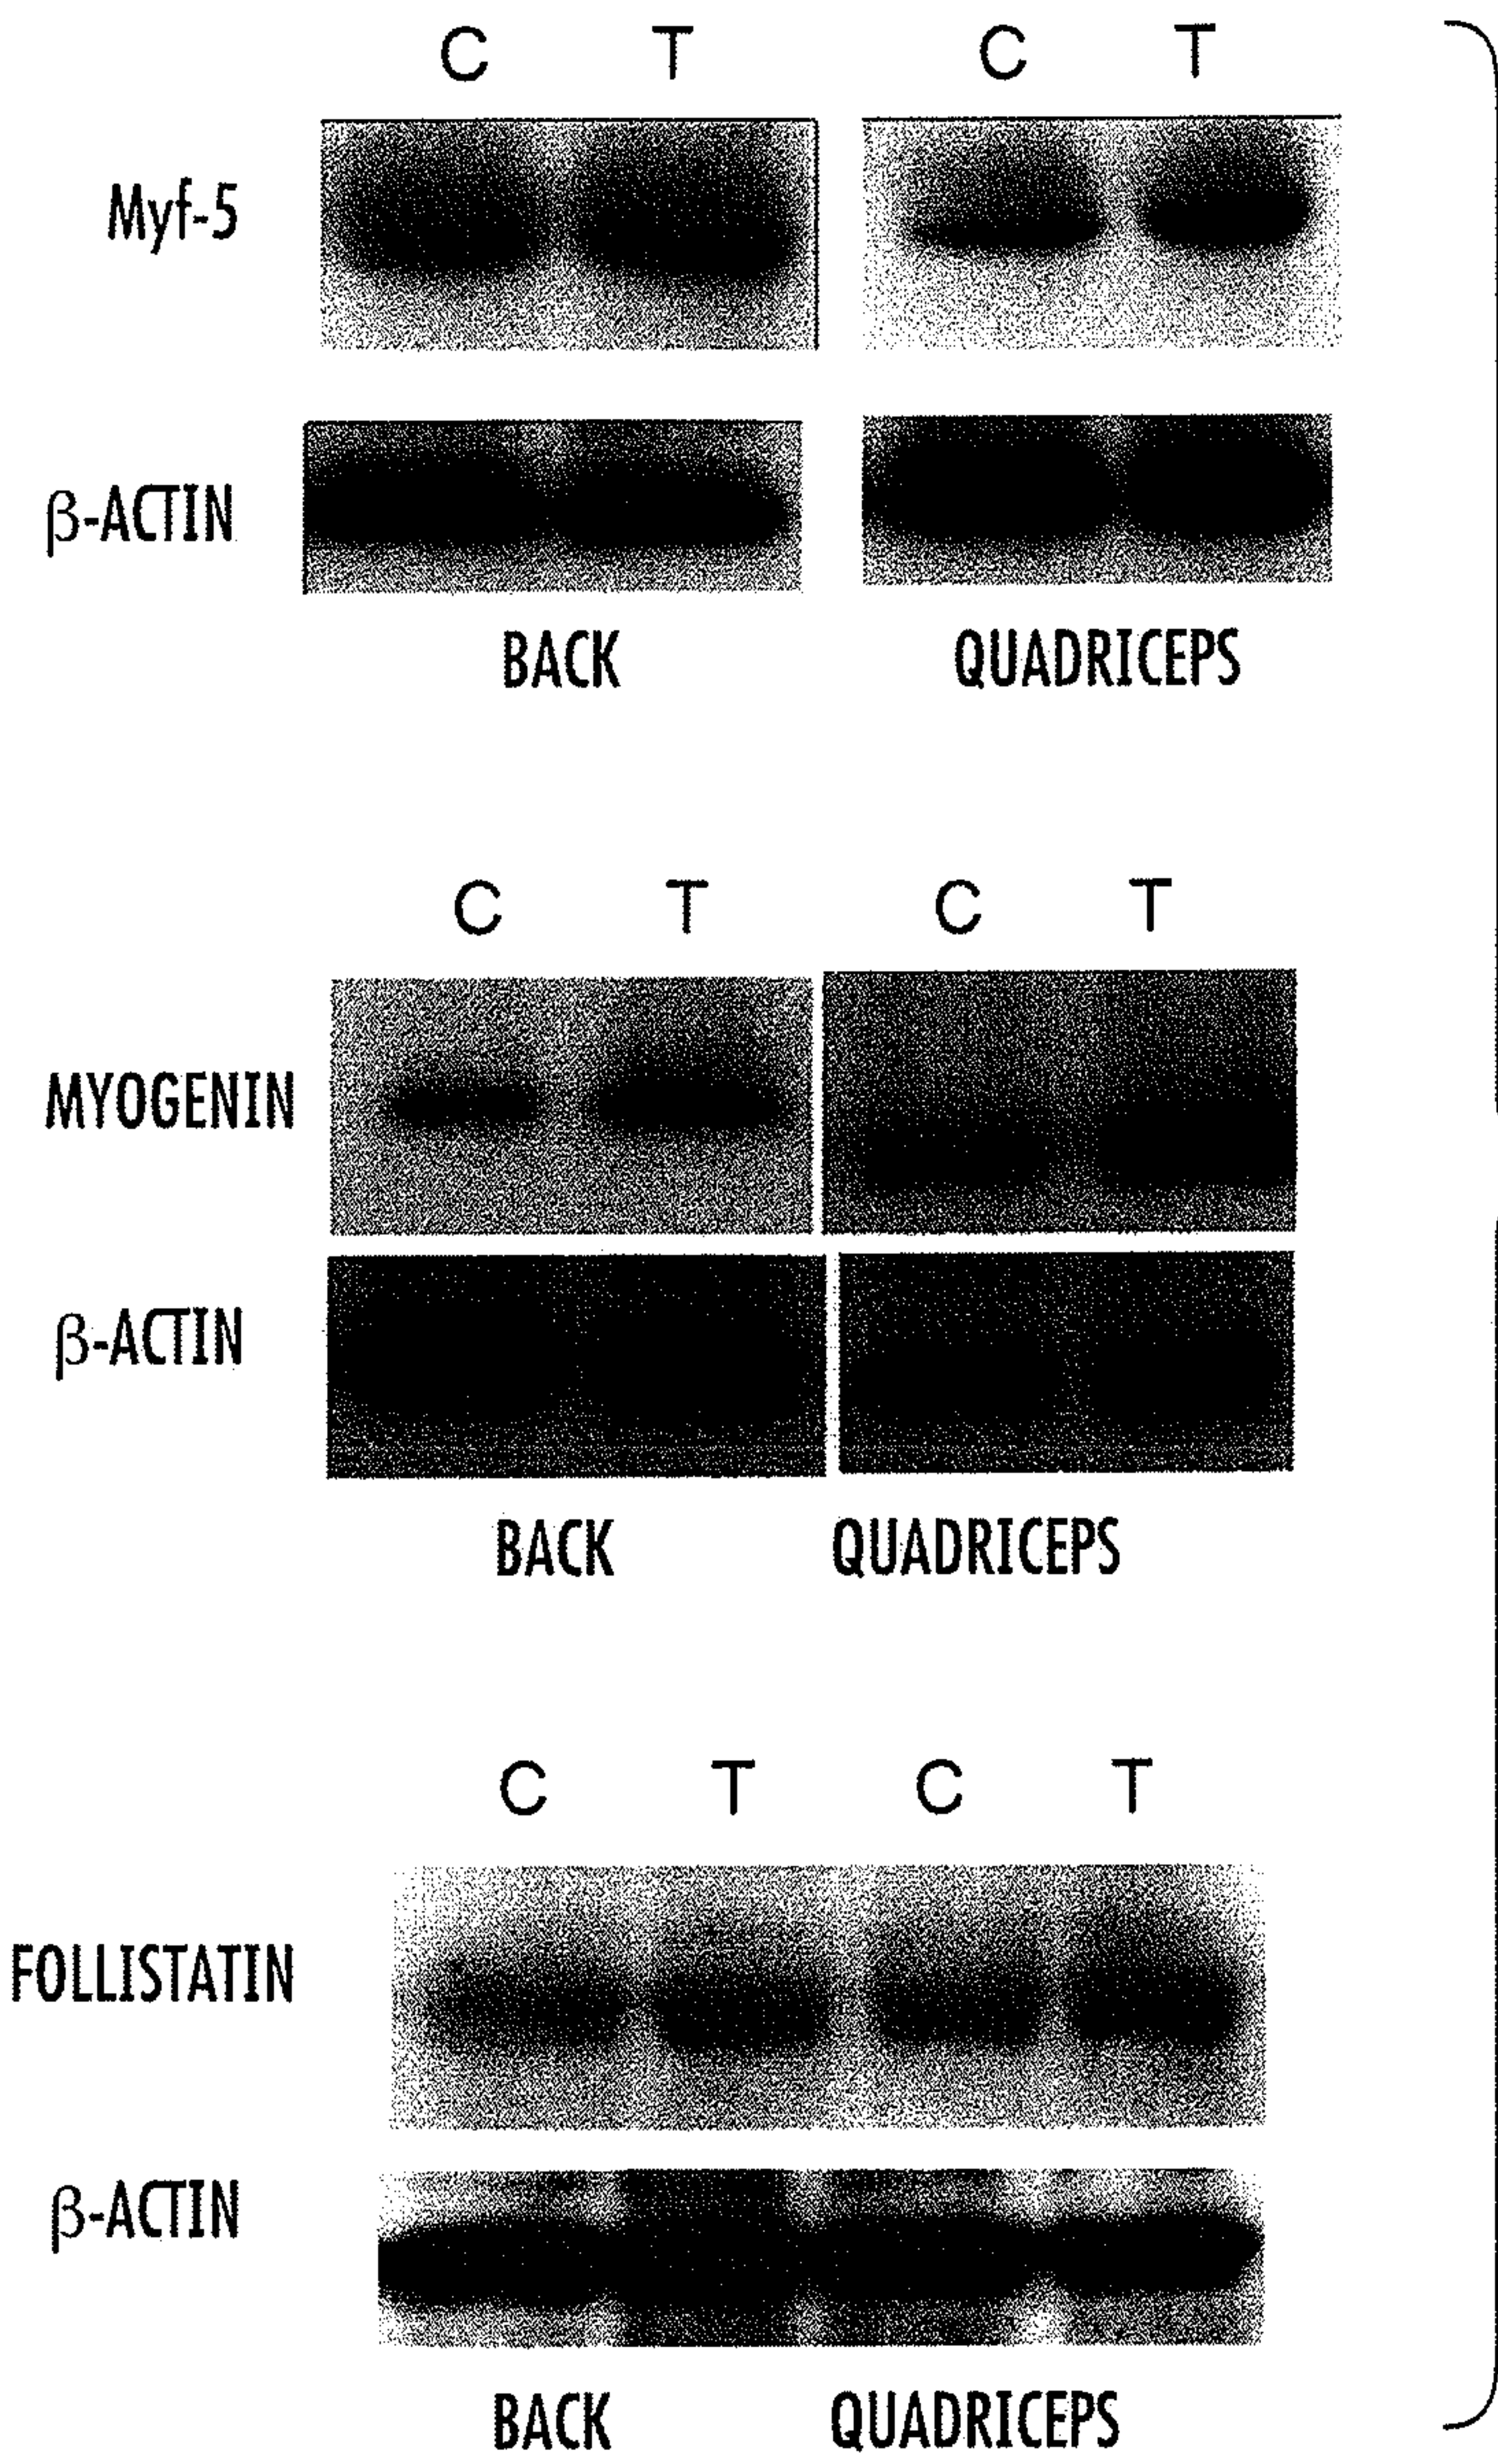 C T C T
Myf-5
β-ACTIN
BACK QUADRICEPS
C T C T
MYOGENIN
β-ACTIN
BACK QUADRICEPS
C T C T
FOLLISTATIN
β-ACTIN
BACK QUADRICEPS